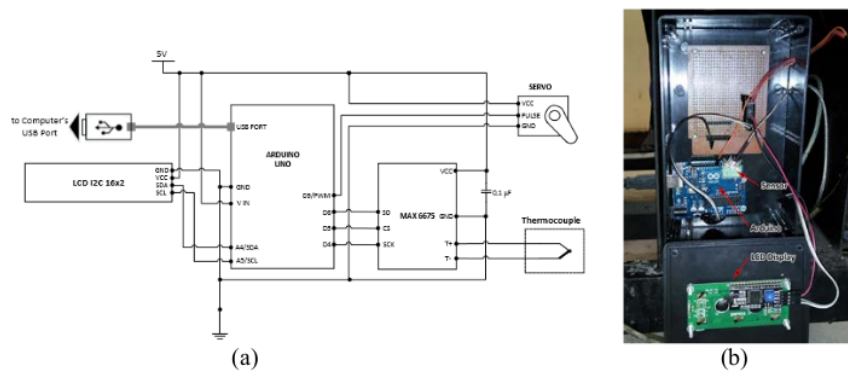 5V
SERVO
VCC
PULSE
GND
to Computer's
USB Port
USB PORT
ARDUINO
UNO
LCD I2C 16x2
GND
VCC
SDA
SCL
GND
V IN
D9/PWM
A4/SDA
A5/SCL
D6
D5
D4
SO
CS
SCK
MAX 6675
VCC
GND
T+
T-
0,1 µF
Thermocouple
Sensor
Arduino
LCD Display
(a)
(b)